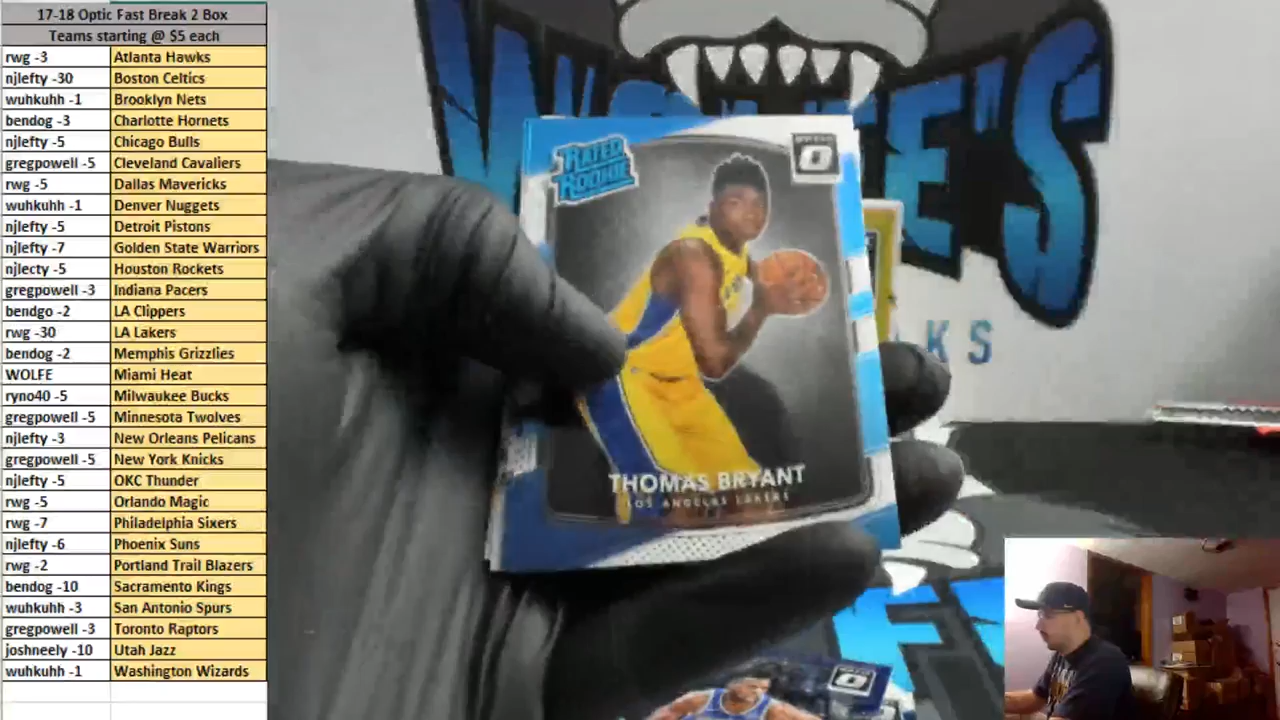 17-18 Optic Fast Break 2 Box
Teams starting @ $5 each
rwg -3 Atlanta Hawks
njlefty -30 Boston Celtics
wuhkuhh -1 Brooklyn Nets
bendog -3 Charlotte Hornets
njlefty -5 Chicago Bulls
gregpowell -5 Cleveland Cavaliers
rwg -5 Dallas Mavericks
wuhkuhh -1 Denver Nuggets
njlefty -5 Detroit Pistons
njlefty -7 Golden State Warriors
njlecty -5 Houston Rockets
gregpowell -3 Indiana Pacers
bendgo -2 LA Clippers
rwg -30 LA Lakers
bendog -2 Memphis Grizzlies
WOLFE Miami Heat
ryno40 -5 Milwaukee Bucks
gregpowell -5 Minnesota Twolves
njlefty -3 New Orleans Pelicans
gregpowell -5 New York Knicks
njlefty -5 OKC Thunder
rwg -5 Orlando Magic
rwg -7 Philadelphia Sixers
njlefty -6 Phoenix Suns
rwg -2 Portland Trail Blazers
bendog -10 Sacramento Kings
wuhkuhh -3 San Antonio Spurs
gregpowell -3 Toronto Raptors
joshneely -10 Utah Jazz
wuhkuhh -1 Washington Wizards
RATED
ROOKIE
THOMAS BRYANT
LOS ANGELES LAKERS